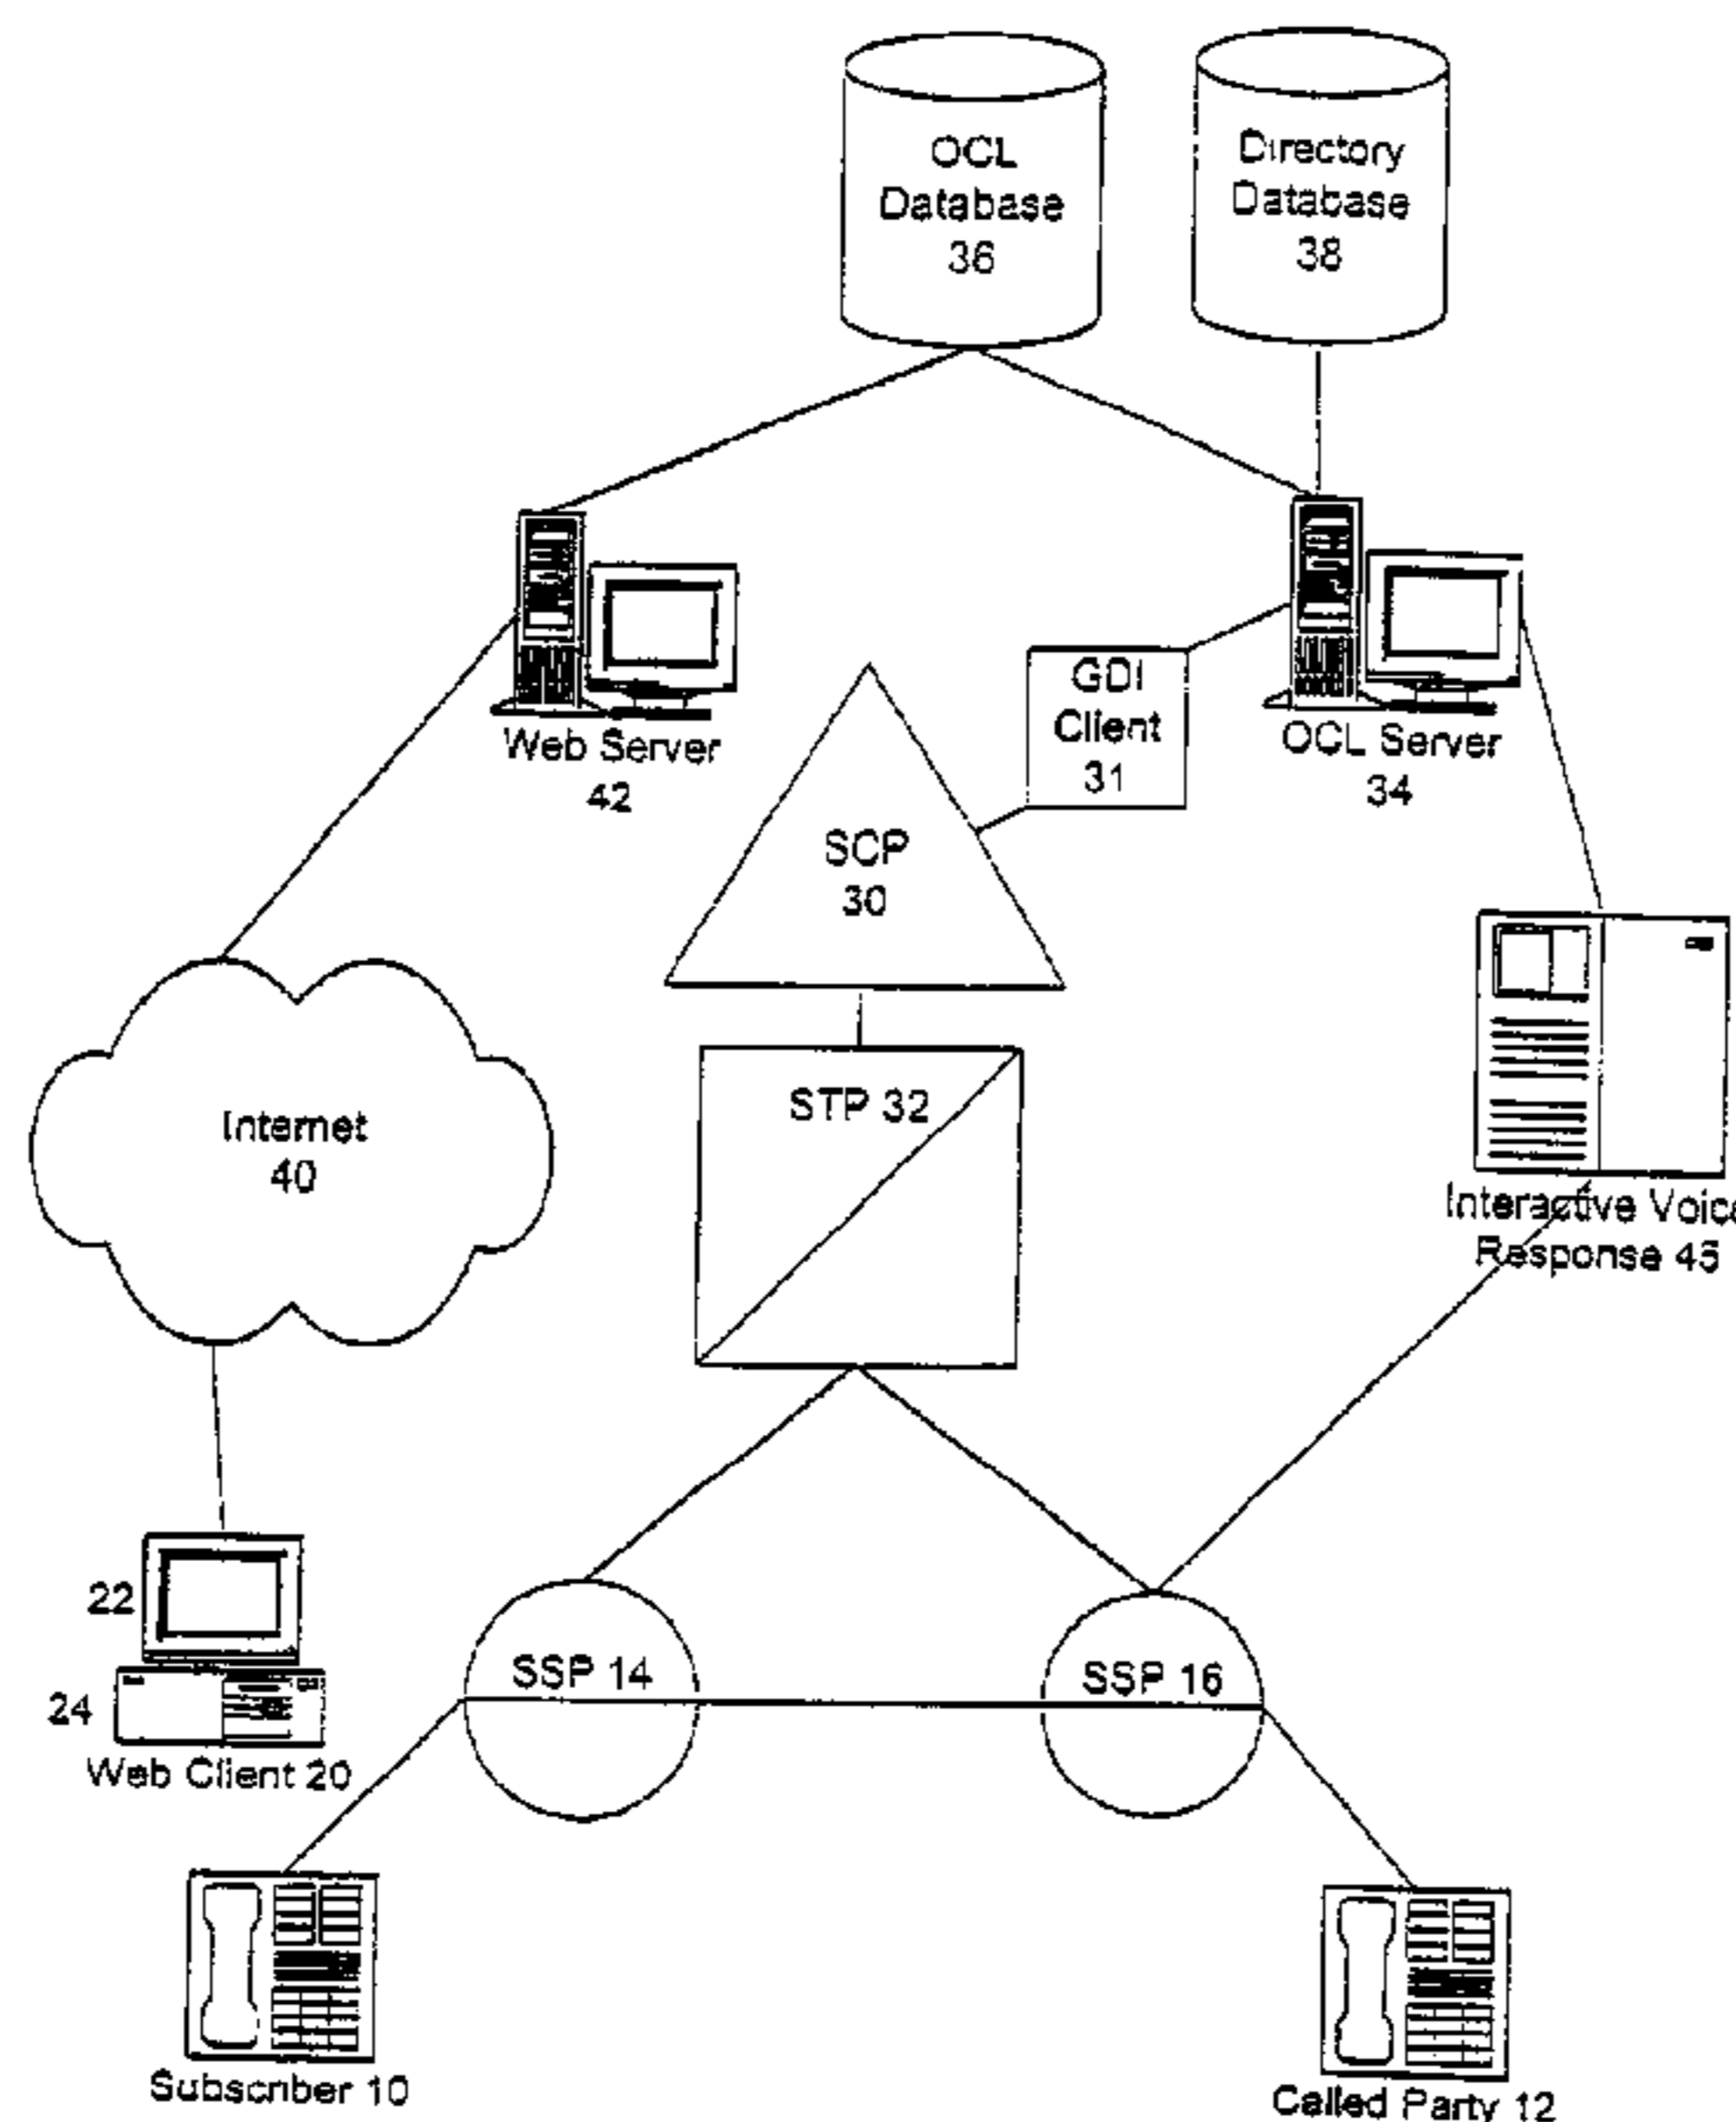 OCL
Database
36
Directory
Database
38
Web Server
42
GDI
Client
31
OCL Server
34
SCP
30
STP 32
Internet
40
Interactive Voice
Response 45
22
24
Web Client 20
SSP 14
SSP 16
Subscriber 10
Called Party 12